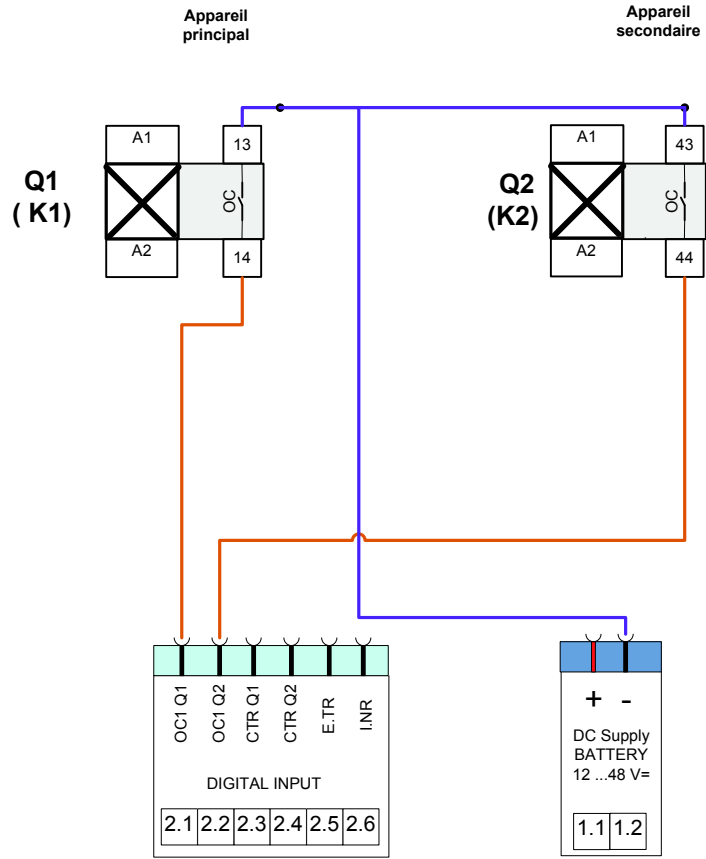 Appareil
principal
Appareil
secondaire
A1
13
A1
43
Q1
( K1)
OC
Q2
(K2)
OC
A2
14
A2
44
OC1 Q1
OC1 Q2
CTR Q1
CTR Q2
E.TR
I.NR
DIGITAL INPUT
2.1 2.2 2.3 2.4 2.5 2.6
+ -
DC Supply
BATTERY
12 ...48 V=
1.1 1.2